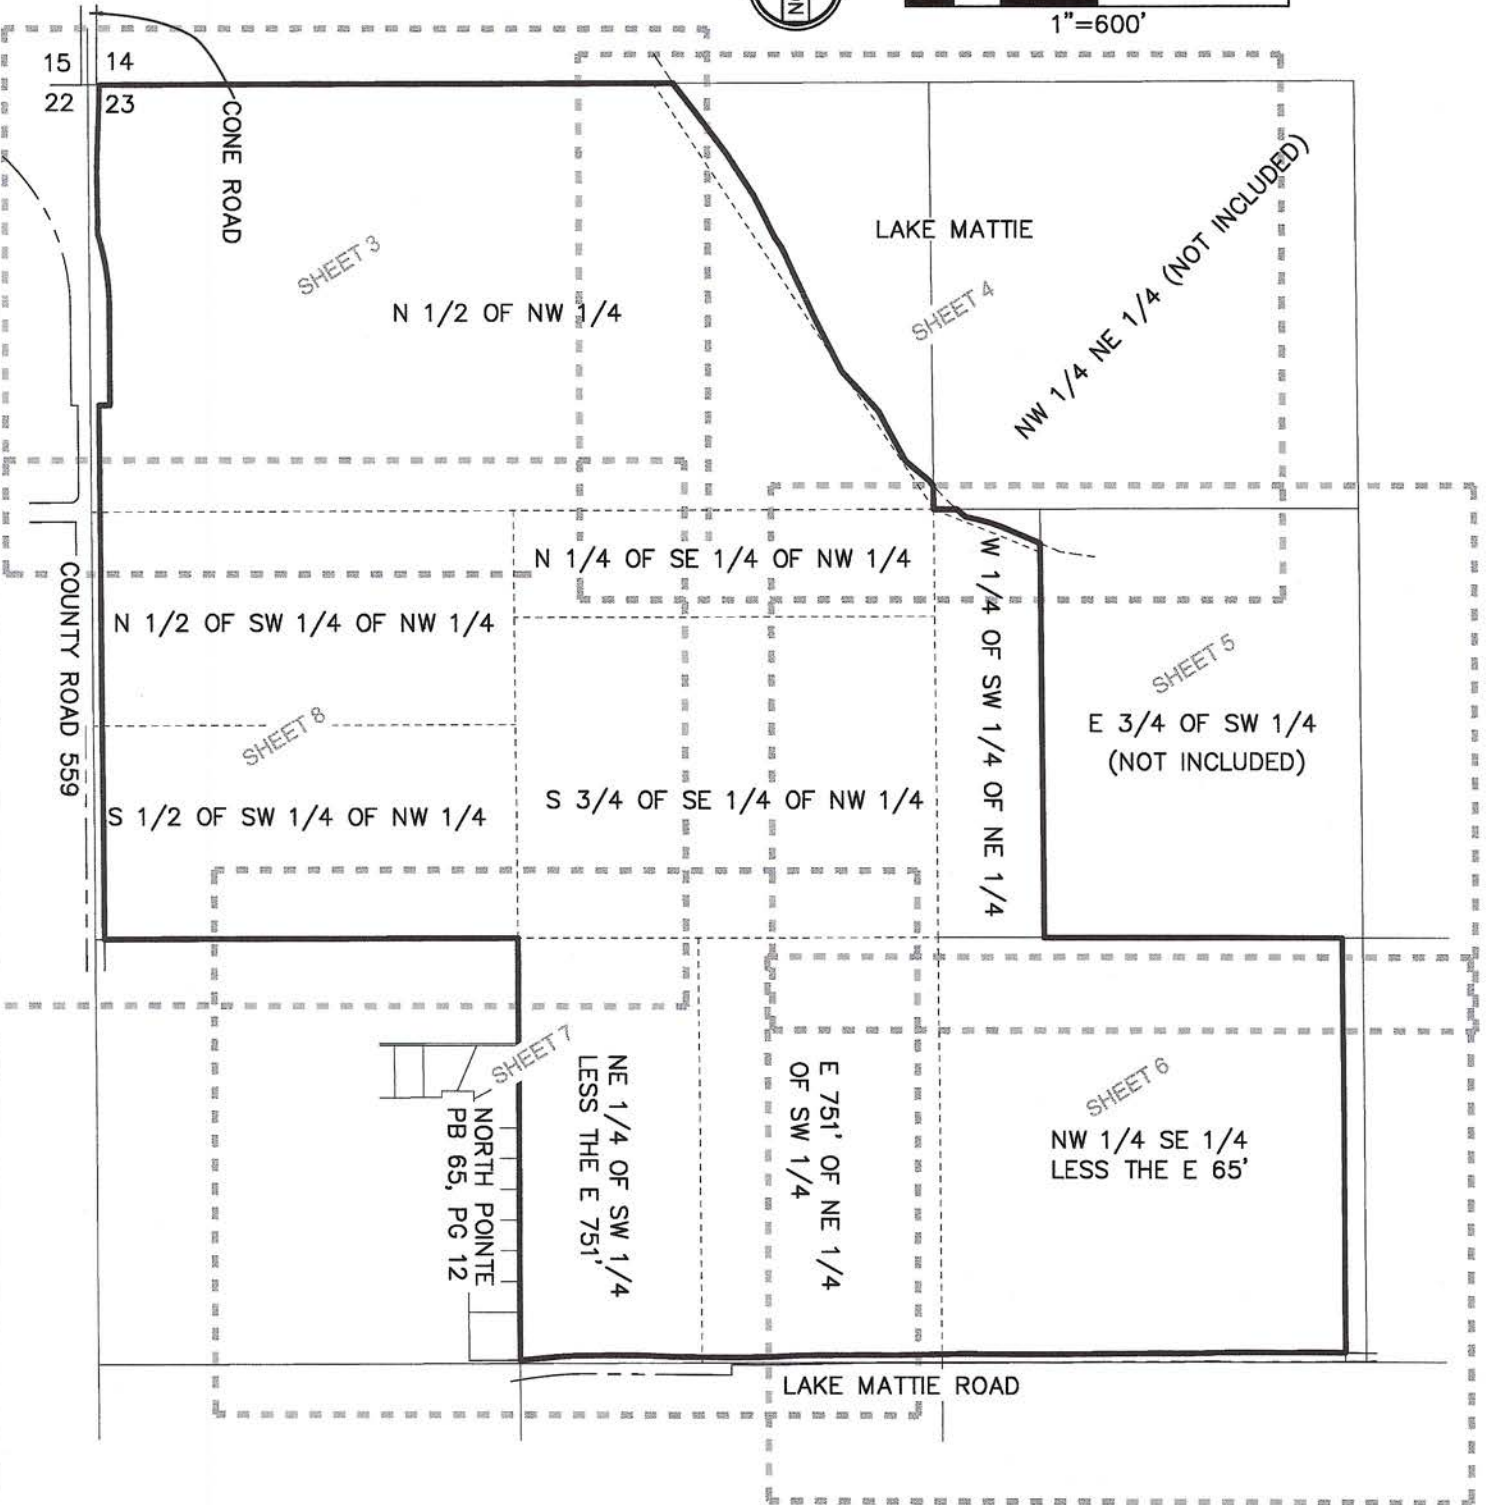 1"=600'
15
14
22
23
CONE ROAD
SHEET 3
N 1/2 OF NW 1/4
LAKE MATTIE
SHEET 4
NW 1/4 NE 1/4 (NOT INCLUDED)
N 1/4 OF SE 1/4 OF NW 1/4
N 1/2 OF SW 1/4 OF NW 1/4
COUNTY ROAD 559
SHEET 8
S 1/2 OF SW 1/4 OF NW 1/4
S 3/4 OF SE 1/4 OF NW 1/4
W 1/4 OF SW 1/4 OF NE 1/4
SHEET 5
E 3/4 OF SW 1/4
(NOT INCLUDED)
SHEET 7
NORTH POINTE
PB 65, PG 12
NE 1/4 OF SW 1/4
LESS THE E 751'
E 751' OF NE 1/4
OF SW 1/4
SHEET 6
NW 1/4 SE 1/4
LESS THE E 65'
LAKE MATTIE ROAD